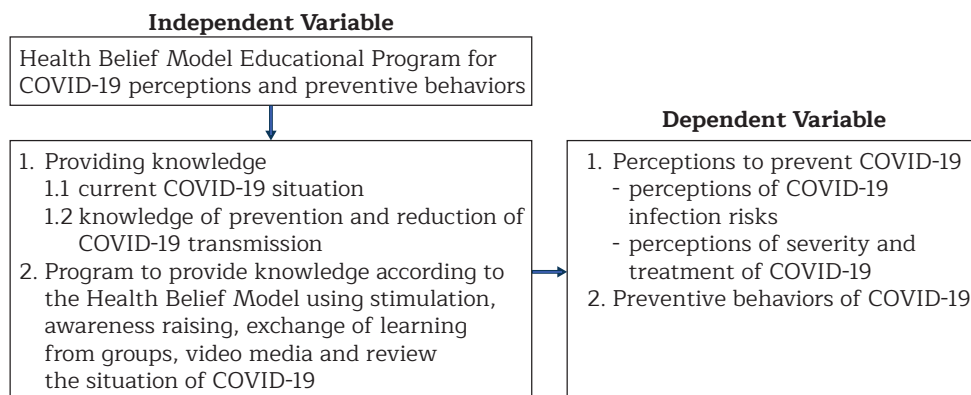 Independent Variable
Health Belief Model Educational Program for
COVID-19 perceptions and preventive behaviors
1. Providing knowledge
1.1 current COVID-19 situation
1.2 knowledge of prevention and reduction of
COVID-19 transmission
2. Program to provide knowledge according to
the Health Belief Model using stimulation,
awareness raising, exchange of learning
from groups, video media and review
the situation of COVID-19
Dependent Variable
1. Perceptions to prevent COVID-19
- perceptions of COVID-19
infection risks
- perceptions of severity and
treatment of COVID-19
2. Preventive behaviors of COVID-19